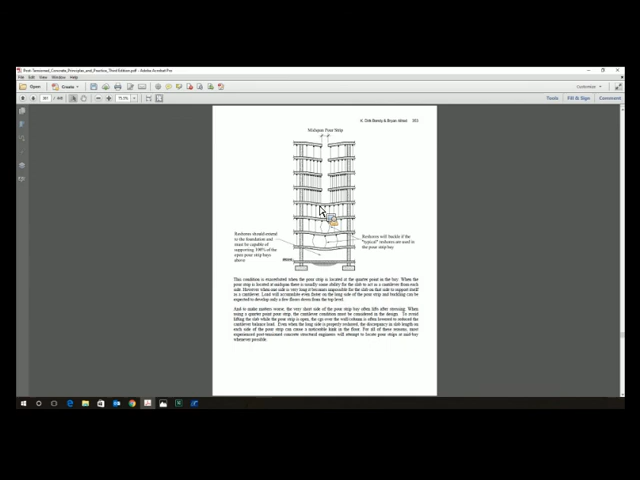 Post-Tensioned_Concrete_Principles_and_Practice_Third Edition.pdf - Adobe Acrobat Pro
File Edit View Window Help
Open Create Customize
Tools Fill & Sign Comment
Midspan Pour Strip
Reshores should extend
to the foundation and
must be capable of
supporting 100% of the
open pour strip bays
above
Reshores will buckle if the
"typical" reshores are used in
the pour strip bay
This condition is exacerbated when the pour strip is located at the quarter point in the bay. When the
pour strip is located at midspan there is usually some ability for the slab to act as a cantilever from each
side. However when one side is very long it becomes impossible for the slab on that side to support itself
as a cantilever. Load will accumulate even faster on the long side of the pour strip and buckling can be
expected to develop only a few floors down from the top level.
And to make matters worse, the very short side of the pour strip bay often lifts after stressing. When
using a quarter point pour strip, the cantilever condition must be considered in the design. To avoid
lifting the slab while the strip is open, the cgs over the wall/column is often lowered to reduced the
cantilever balance load. Even when the long side is properly reshored, the discrepancy in slab length on
each side of the pour strip can create a noticeable kink in the floor. For all of these reasons, most
experienced post-tensioned concrete structural engineers will attempt to locate pour strips at mid-bay
whenever possible.